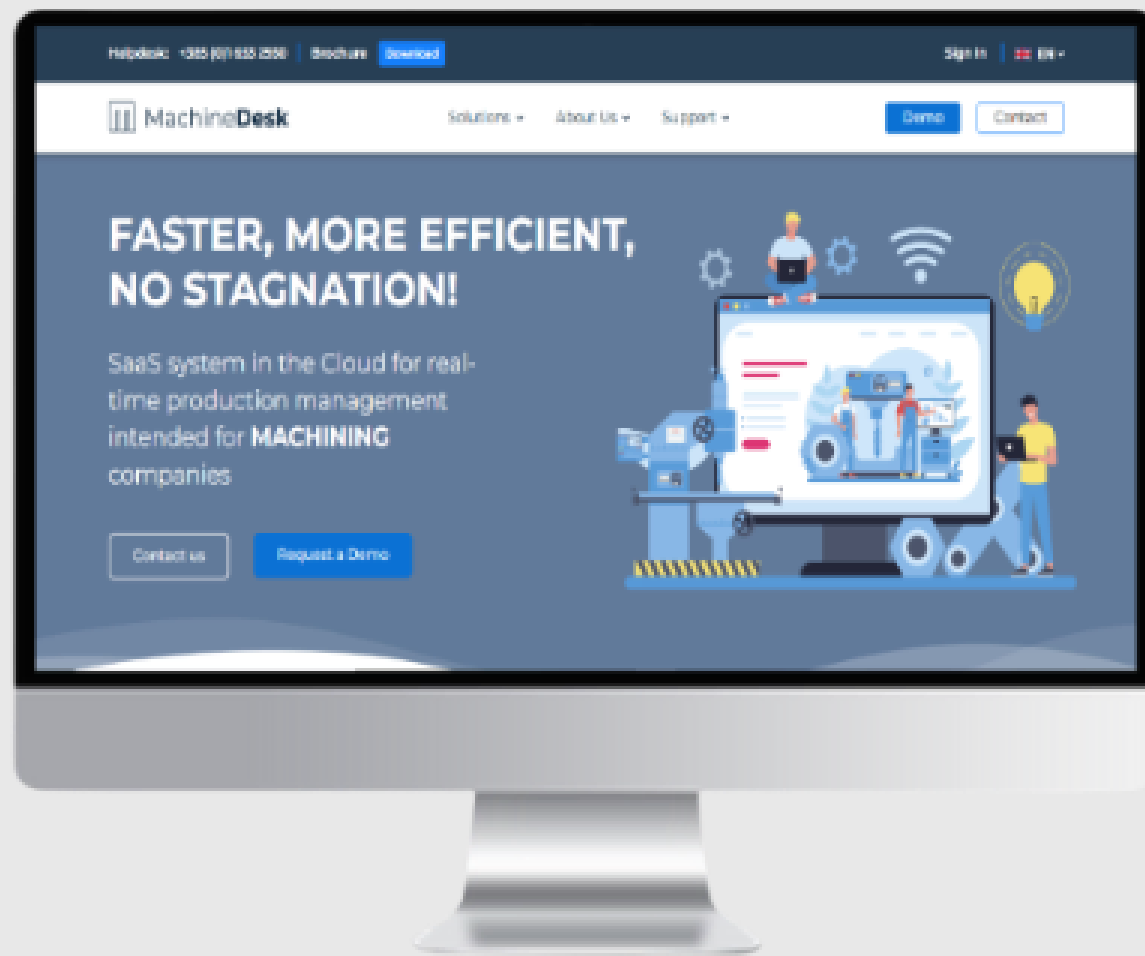 Helpdesk: Brochure Download
Sign In EN
MachineDesk
Solutions About Us Support
Demo Contact
FASTER, MORE EFFICIENT,
NO STAGNATION!
SaaS system in the Cloud for real-
time production management
intended for MACHINING
companies
Contact us Request a Demo